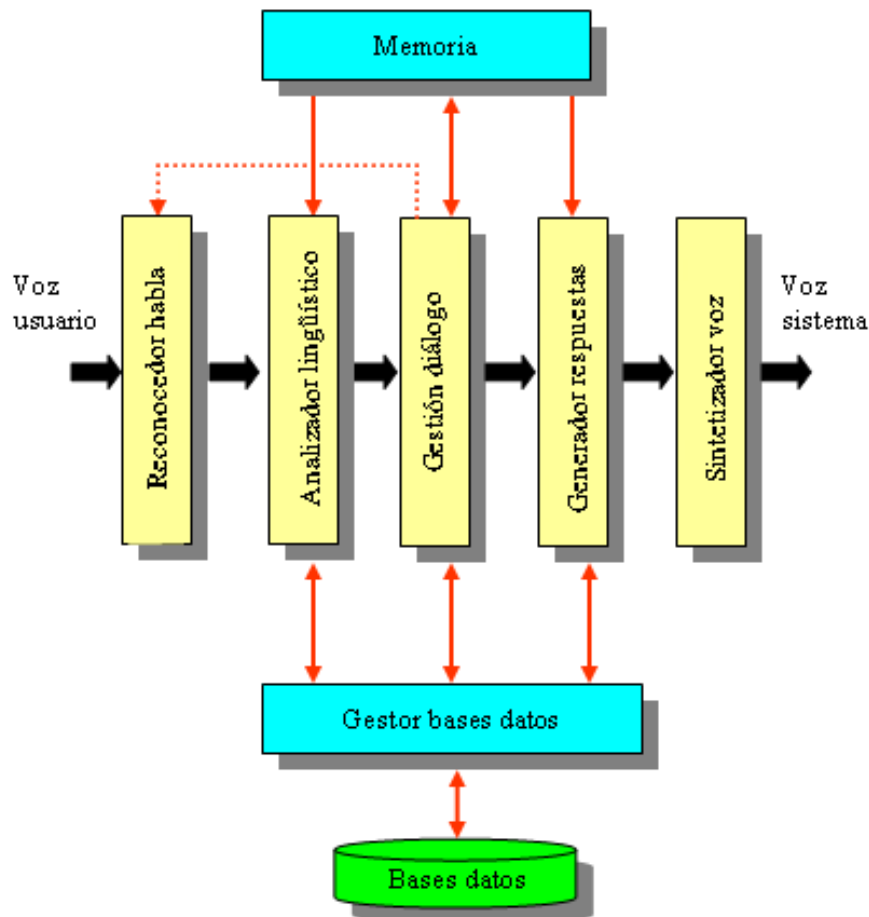 Memoria
Voz
usuario
Reconocedor habla
Analizador lingüístico
Gestión diálogo
Generador respuestas
Sintetizador voz
Voz
sistema
Gestor bases datos
Bases datos